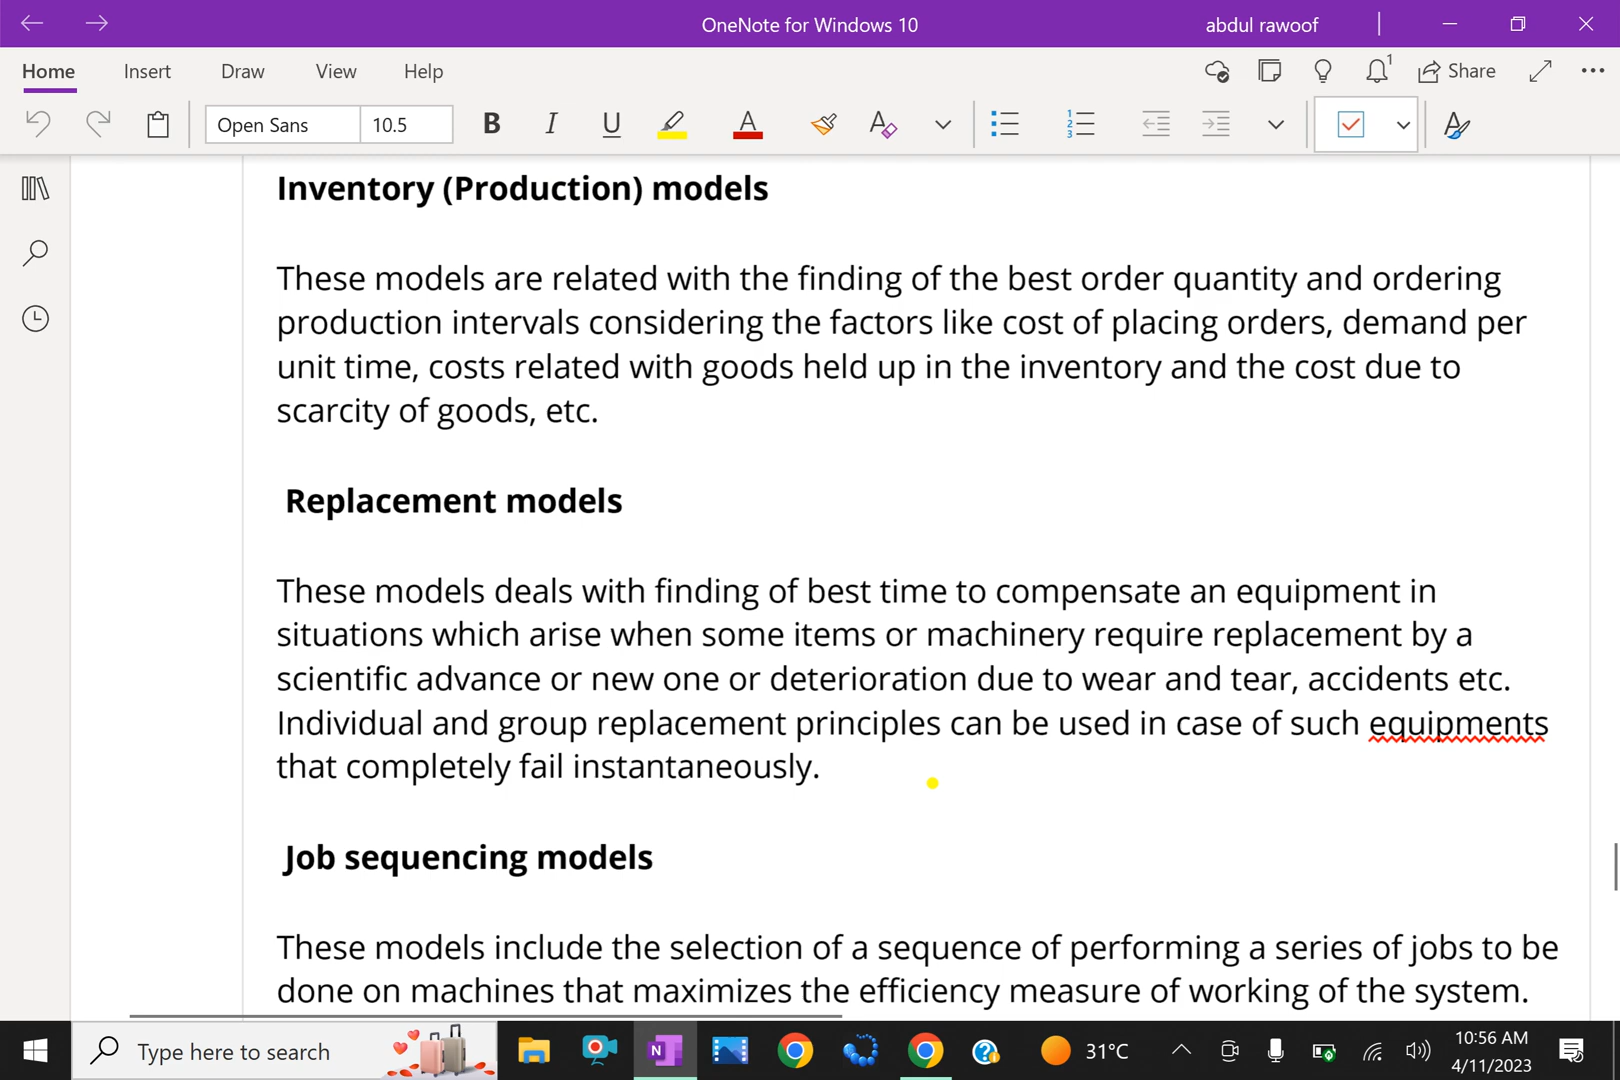 OneNote for Windows 10
abdul rawoof
Home
Insert
Draw
View
Help
1
Share
Open Sans
10.5
B
I
U
A
A
1
2
3
A
Inventory (Production) models
These models are related with the finding of the best order quantity and ordering
production intervals considering the factors like cost of placing orders, demand per
unit time, costs related with goods held up in the inventory and the cost due to
scarcity of goods, etc.
Replacement models
These models deals with finding of best time to compensate an equipment in
situations which arise when some items or machinery require replacement by a
scientific advance or new one or deterioration due to wear and tear, accidents etc.
Individual and group replacement principles can be used in case of such equipments
that completely fail instantaneously.
Job sequencing models
These models include the selection of a sequence of performing a series of jobs to be
done on machines that maximizes the efficiency measure of working of the system.
Type here to search
N
?
31°C
10:56 AM
4/11/2023